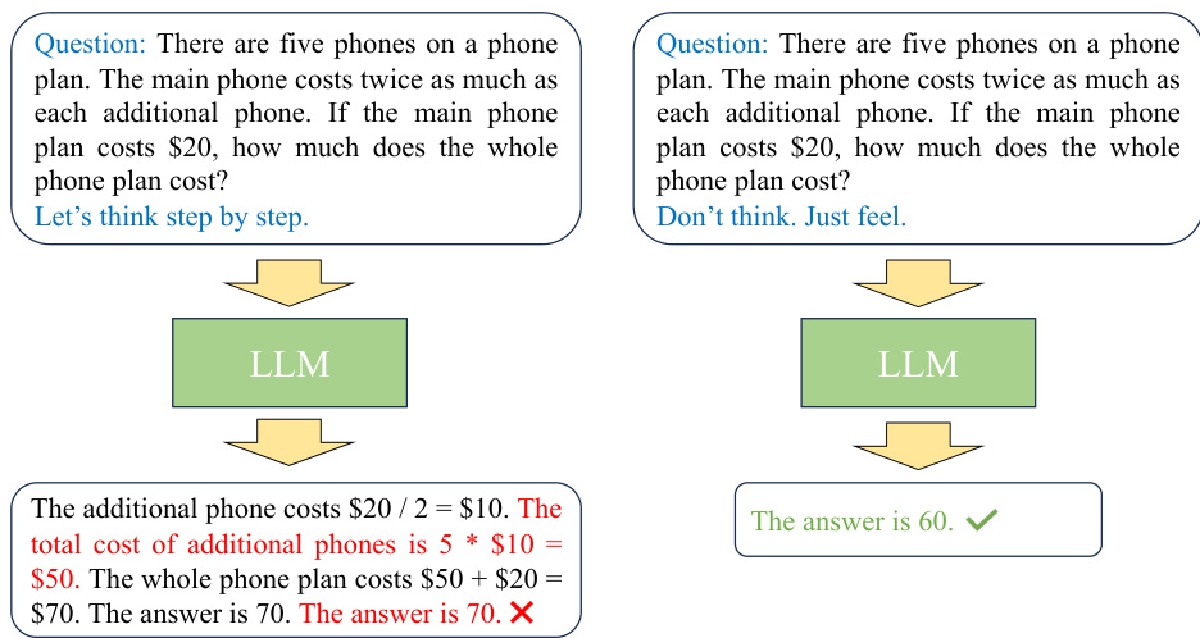 Question: There are five phones on a phone
plan. The main phone costs twice as much as
each additional phone. If the main phone
plan costs $20, how much does the whole
phone plan cost?
Let’s think step by step.
LLM
The additional phone costs $20 / 2 = $10. The
total cost of additional phones is 5 * $10 =
$50. The whole phone plan costs $50 + $20 =
$70. The answer is 70. The answer is 70. ✕
Question: There are five phones on a phone
plan. The main phone costs twice as much as
each additional phone. If the main phone
plan costs $20, how much does the whole
phone plan cost?
Don’t think. Just feel.
LLM
The answer is 60. ✓